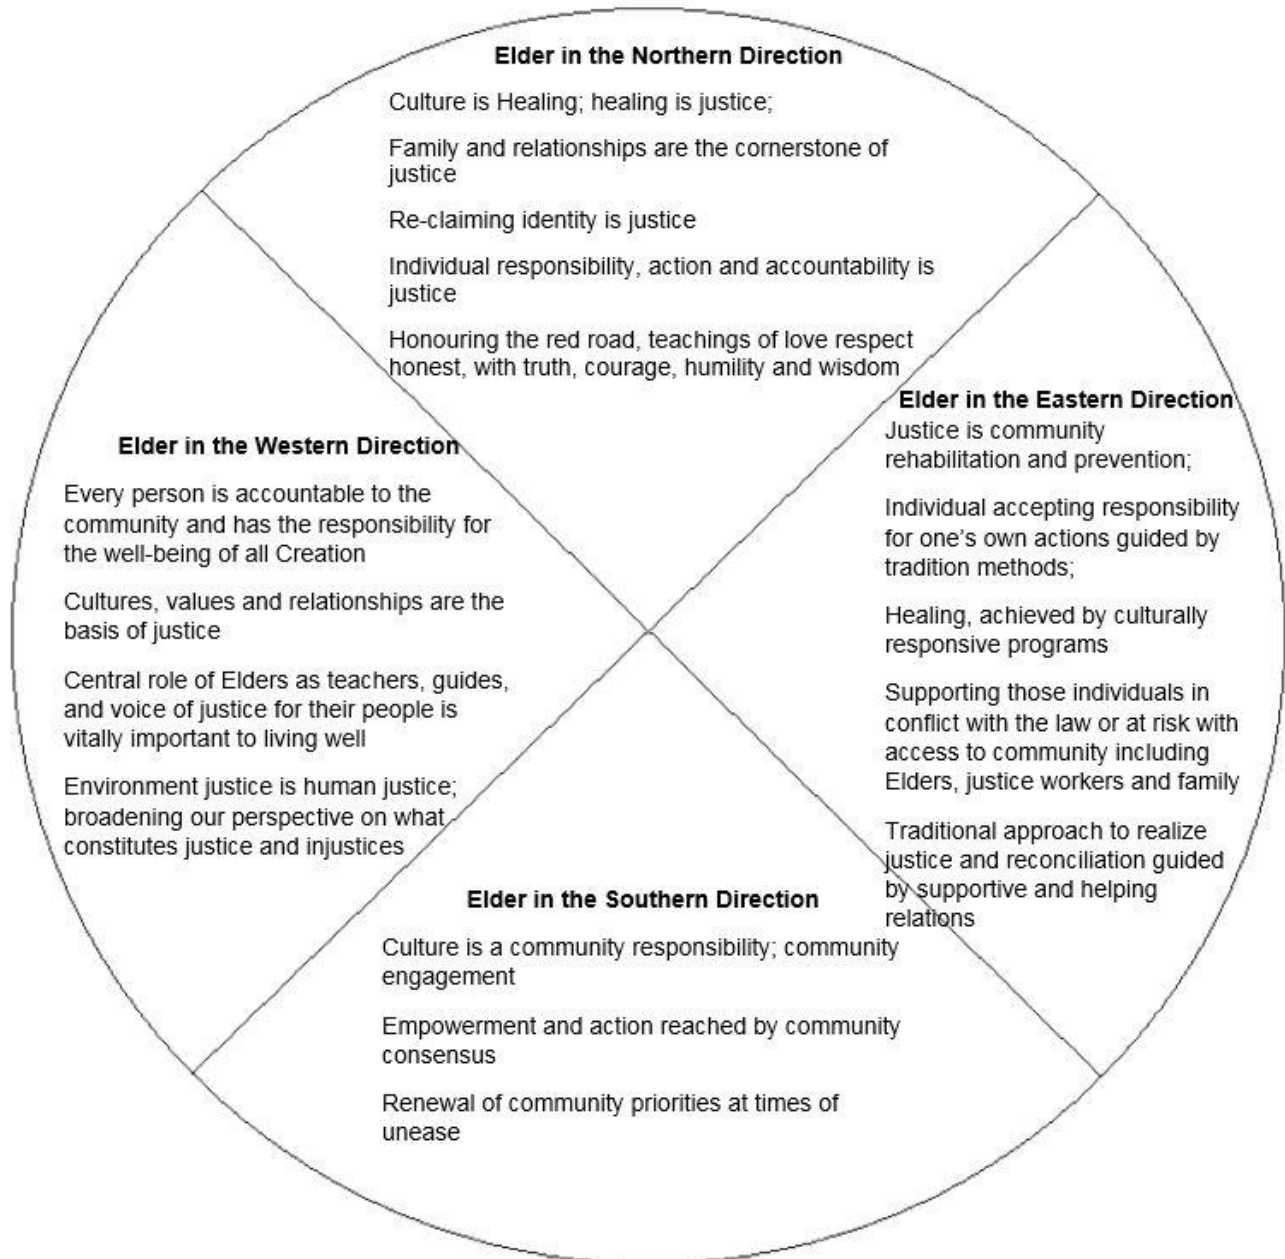 Elder in the Northern Direction
Culture is Healing; healing is justice;
Family and relationships are the cornerstone of
justice
Re-claiming identity is justice
Individual responsibility, action and accountability is
justice
Honouring the red road, teachings of love respect
honest, with truth, courage, humility and wisdom
Elder in the Eastern Direction
Justice is community
rehabilitation and prevention;
Individual accepting responsibility
for one's own actions guided by
tradition methods;
Healing, achieved by culturally
responsive programs
Supporting those individuals in
conflict with the law or at risk with
access to community including
Elders, justice workers and family
Traditional approach to realize
justice and reconciliation guided
by supportive and helping
relations
Elder in the Western Direction
Every person is accountable to the
community and has the responsibility for
the well-being of all Creation
Cultures, values and relationships are the
basis of justice
Central role of Elders as teachers, guides,
and voice of justice for their people is
vitally important to living well
Environment justice is human justice;
broadening our perspective on what
constitutes justice and injustices
Elder in the Southern Direction
Culture is a community responsibility; community
engagement
Empowerment and action reached by community
consensus
Renewal of community priorities at times of
unease